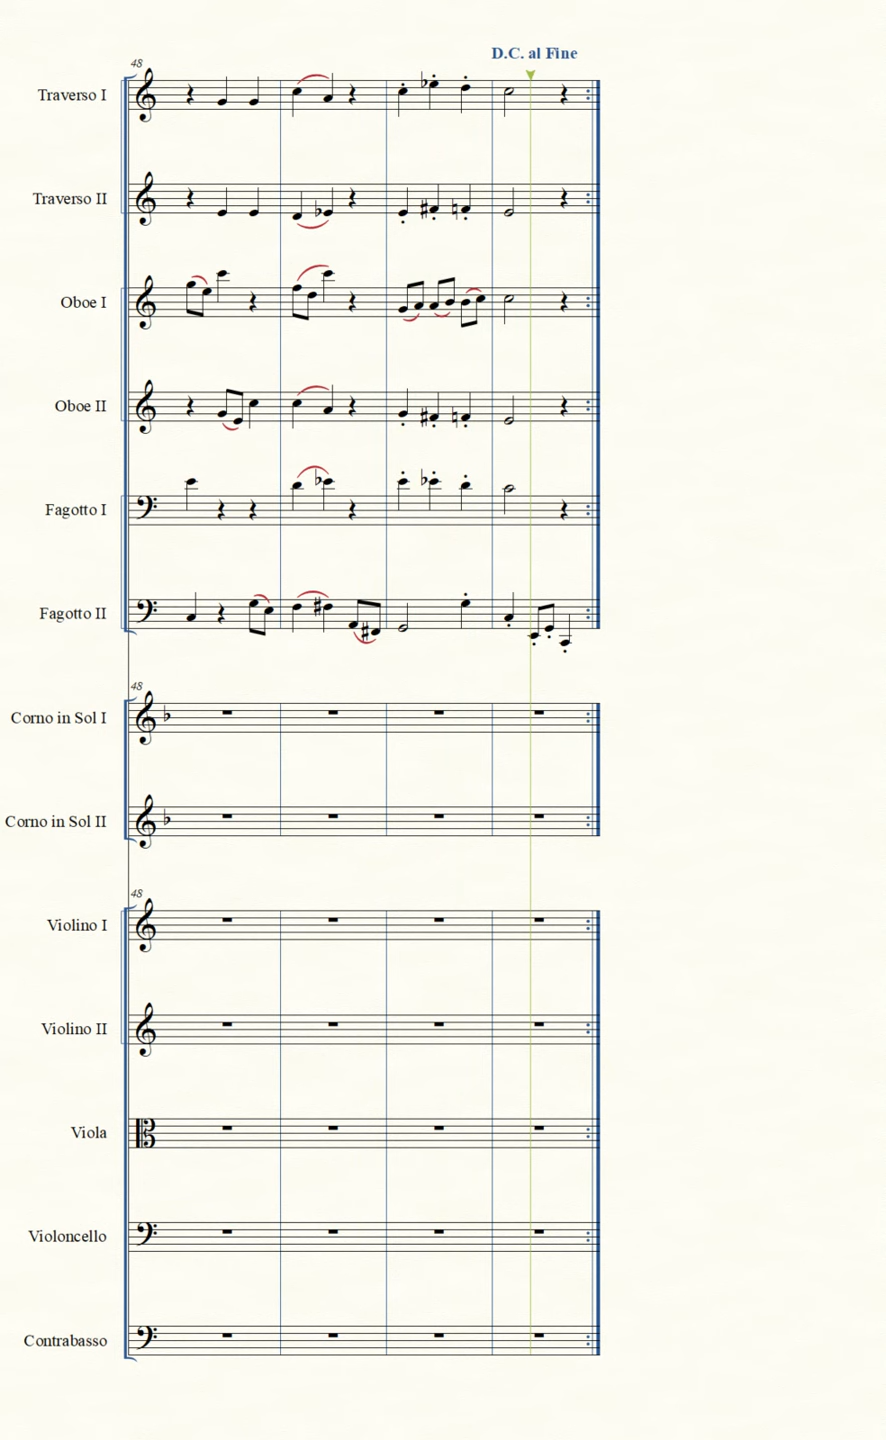 D.C. al Fine
48
Traverso I
Traverso II
Oboe I
Oboe II
Fagotto I
Fagotto II
48
Corno in Sol I
Corno in Sol II
48
Violino I
Violino II
Viola
Violoncello
Contrabasso